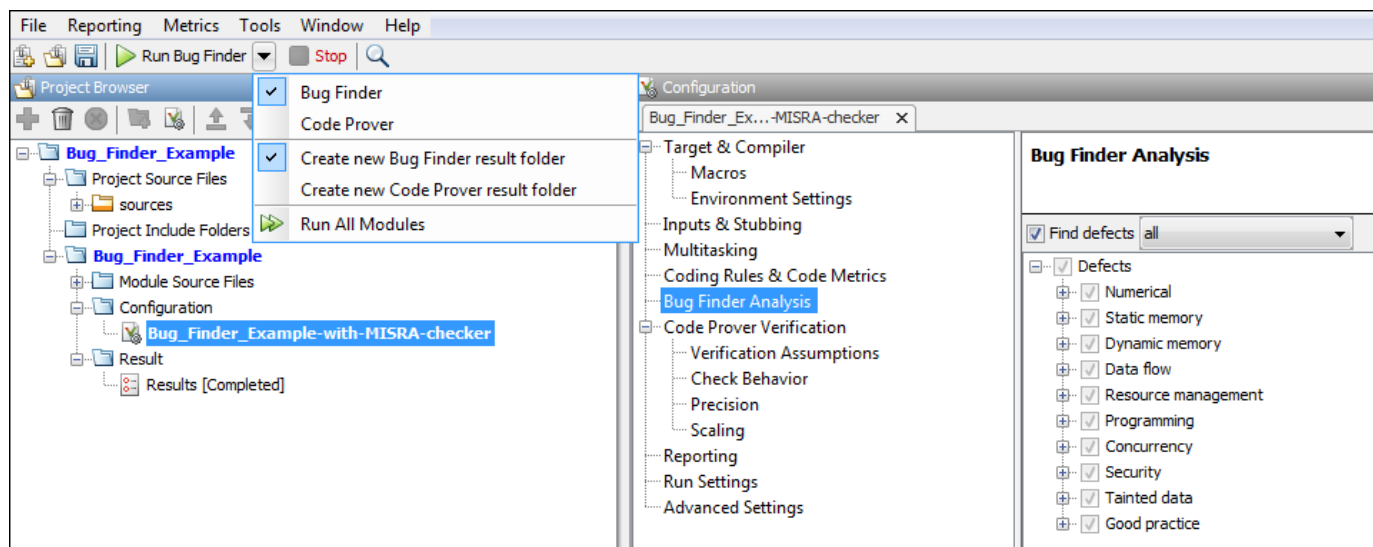 File Reporting Metrics Tools Window Help
Run Bug Finder Stop
Project Browser
Bug Finder
Code Prover
Create new Bug Finder result folder
Create new Code Prover result folder
Run All Modules
Bug_Finder_Example
Project Source Files
sources
Project Include Folders
Bug_Finder_Example
Module Source Files
Configuration
Bug_Finder_Example-with-MISRA-checker
Result
Results [Completed]
Configuration
Bug_Finder_Ex...-MISRA-checker X
Target & Compiler
Macros
Environment Settings
Inputs & Stubbing
Multitasking
Coding Rules & Code Metrics
Bug Finder Analysis
Code Prover Verification
Verification Assumptions
Check Behavior
Precision
Scaling
Reporting
Run Settings
Advanced Settings
Bug Finder Analysis
Find defects all
Defects
Numerical
Static memory
Dynamic memory
Data flow
Resource management
Programming
Concurrency
Security
Tainted data
Good practice